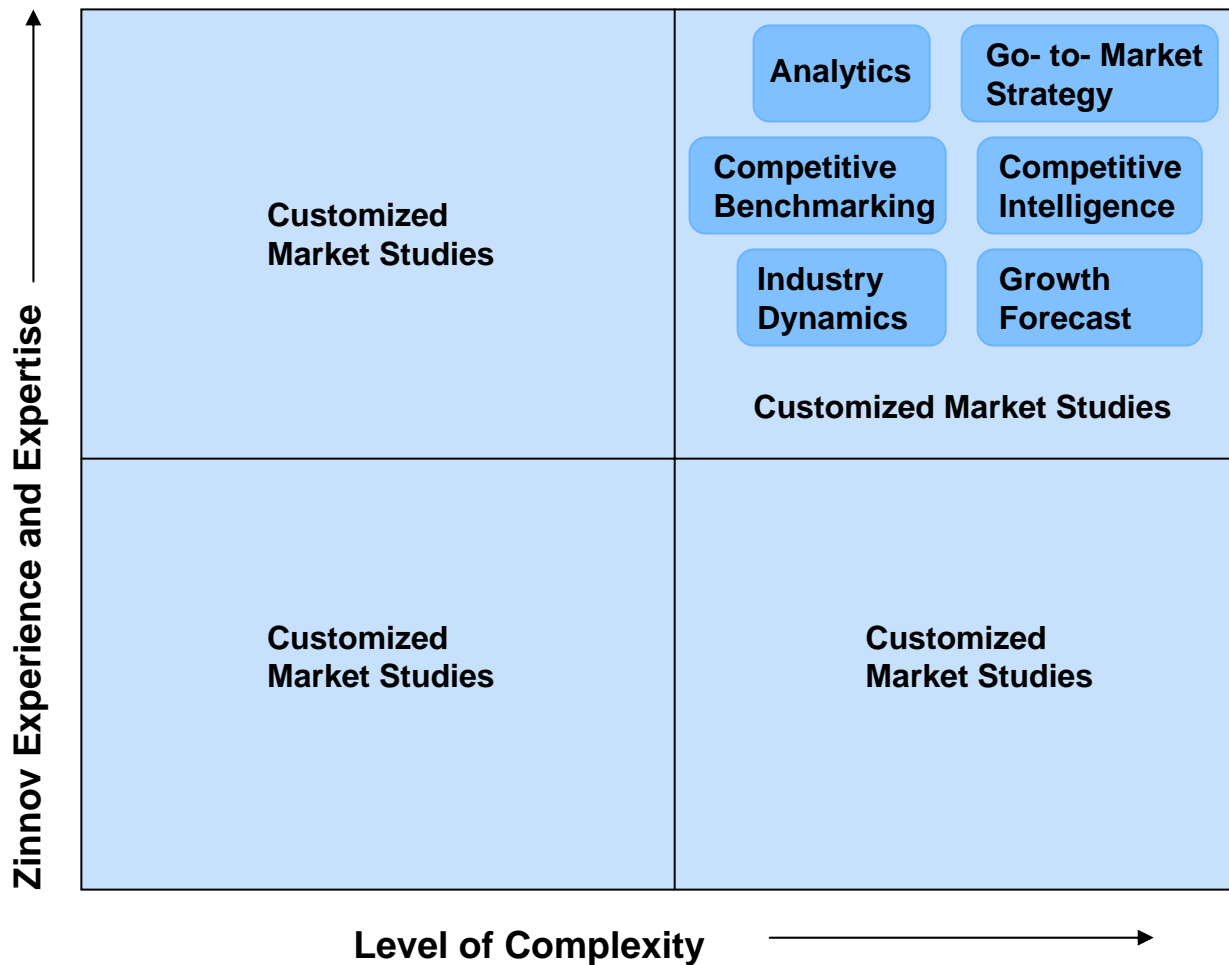 Zinnov Experience and Expertise
Customized
Market Studies
Analytics
Go- to- Market
Strategy
Competitive
Benchmarking
Competitive
Intelligence
Industry
Dynamics
Growth
Forecast
Customized Market Studies
Customized
Market Studies
Customized
Market Studies
Level of Complexity